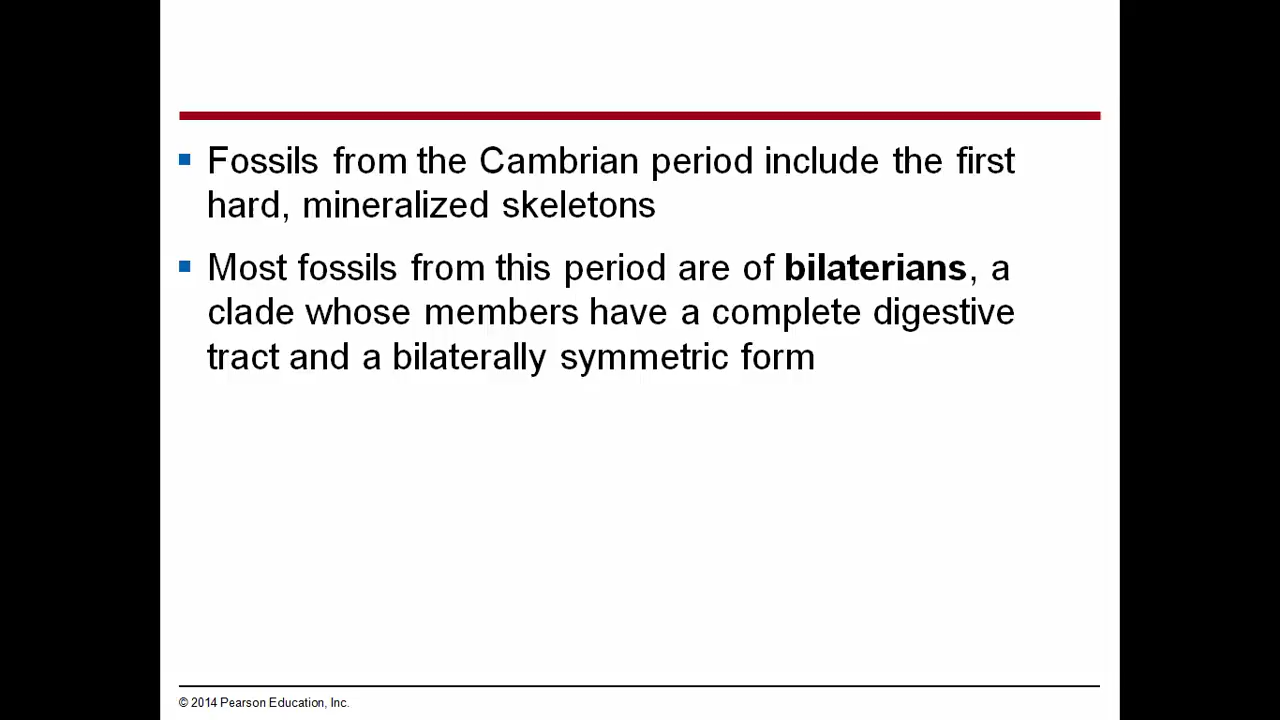 Fossils from the Cambrian period include the first
hard, mineralized skeletons
Most fossils from this period are of bilaterians, a
clade whose members have a complete digestive
tract and a bilaterally symmetric form
© 2014 Pearson Education, Inc.